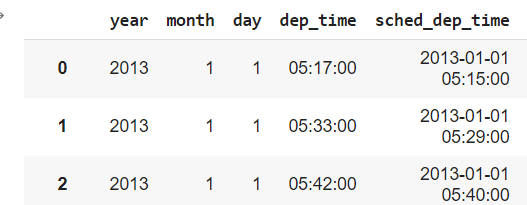 year month day dep_time sched_dep_time
0 2013 1 1 05:17:00 2013-01-01
05:15:00
1 2013 1 1 05:33:00 2013-01-01
05:29:00
2 2013 1 1 05:42:00 2013-01-01
05:40:00